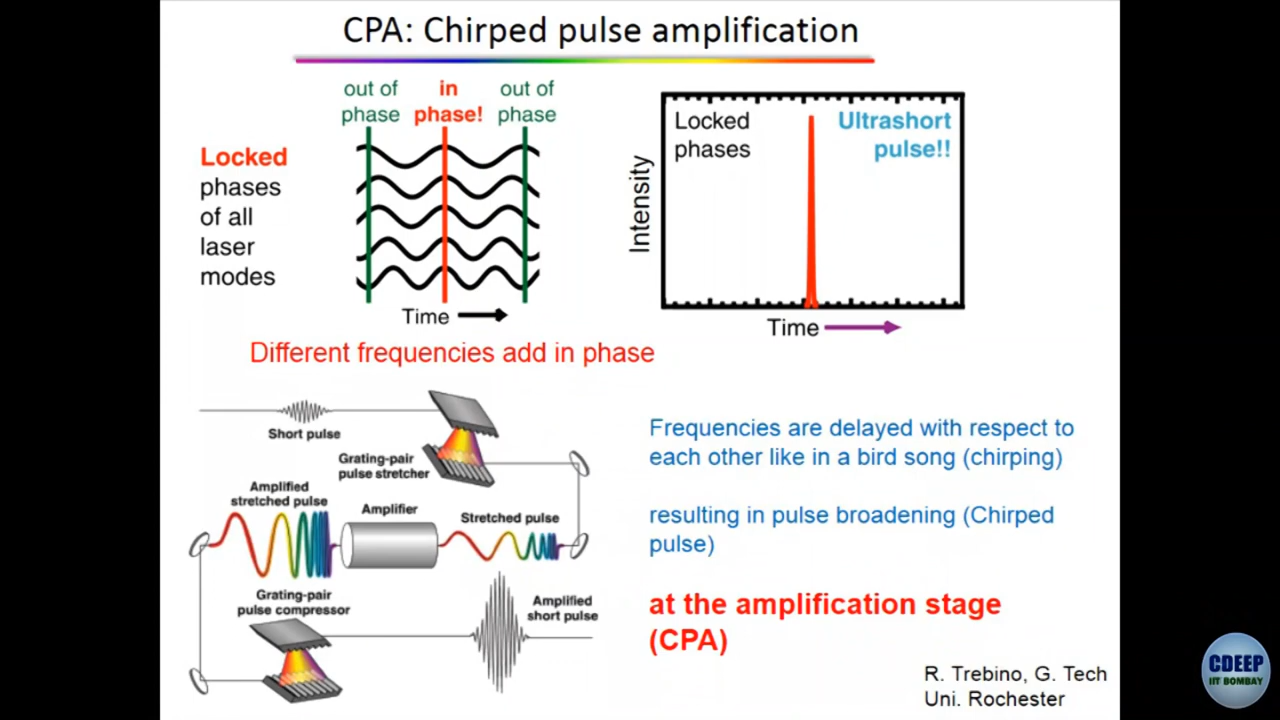 CPA: Chirped pulse amplification
out of
phase
in
phase!
out of
phase
Locked
phases
of all
laser
modes
Time
Locked
phases
Ultrashort
pulse!!
Intensity
Time
Different frequencies add in phase
Short pulse
Grating-pair
pulse stretcher
Amplified
stretched pulse
Amplifier
Stretched pulse
Grating-pair
pulse compressor
Amplified
short pulse
Frequencies are delayed with respect to
each other like in a bird song (chirping)
resulting in pulse broadening (Chirped
pulse)
at the amplification stage
(CPA)
R. Trebino, G. Tech
Uni. Rochester
CDEEP
IIT BOMBAY